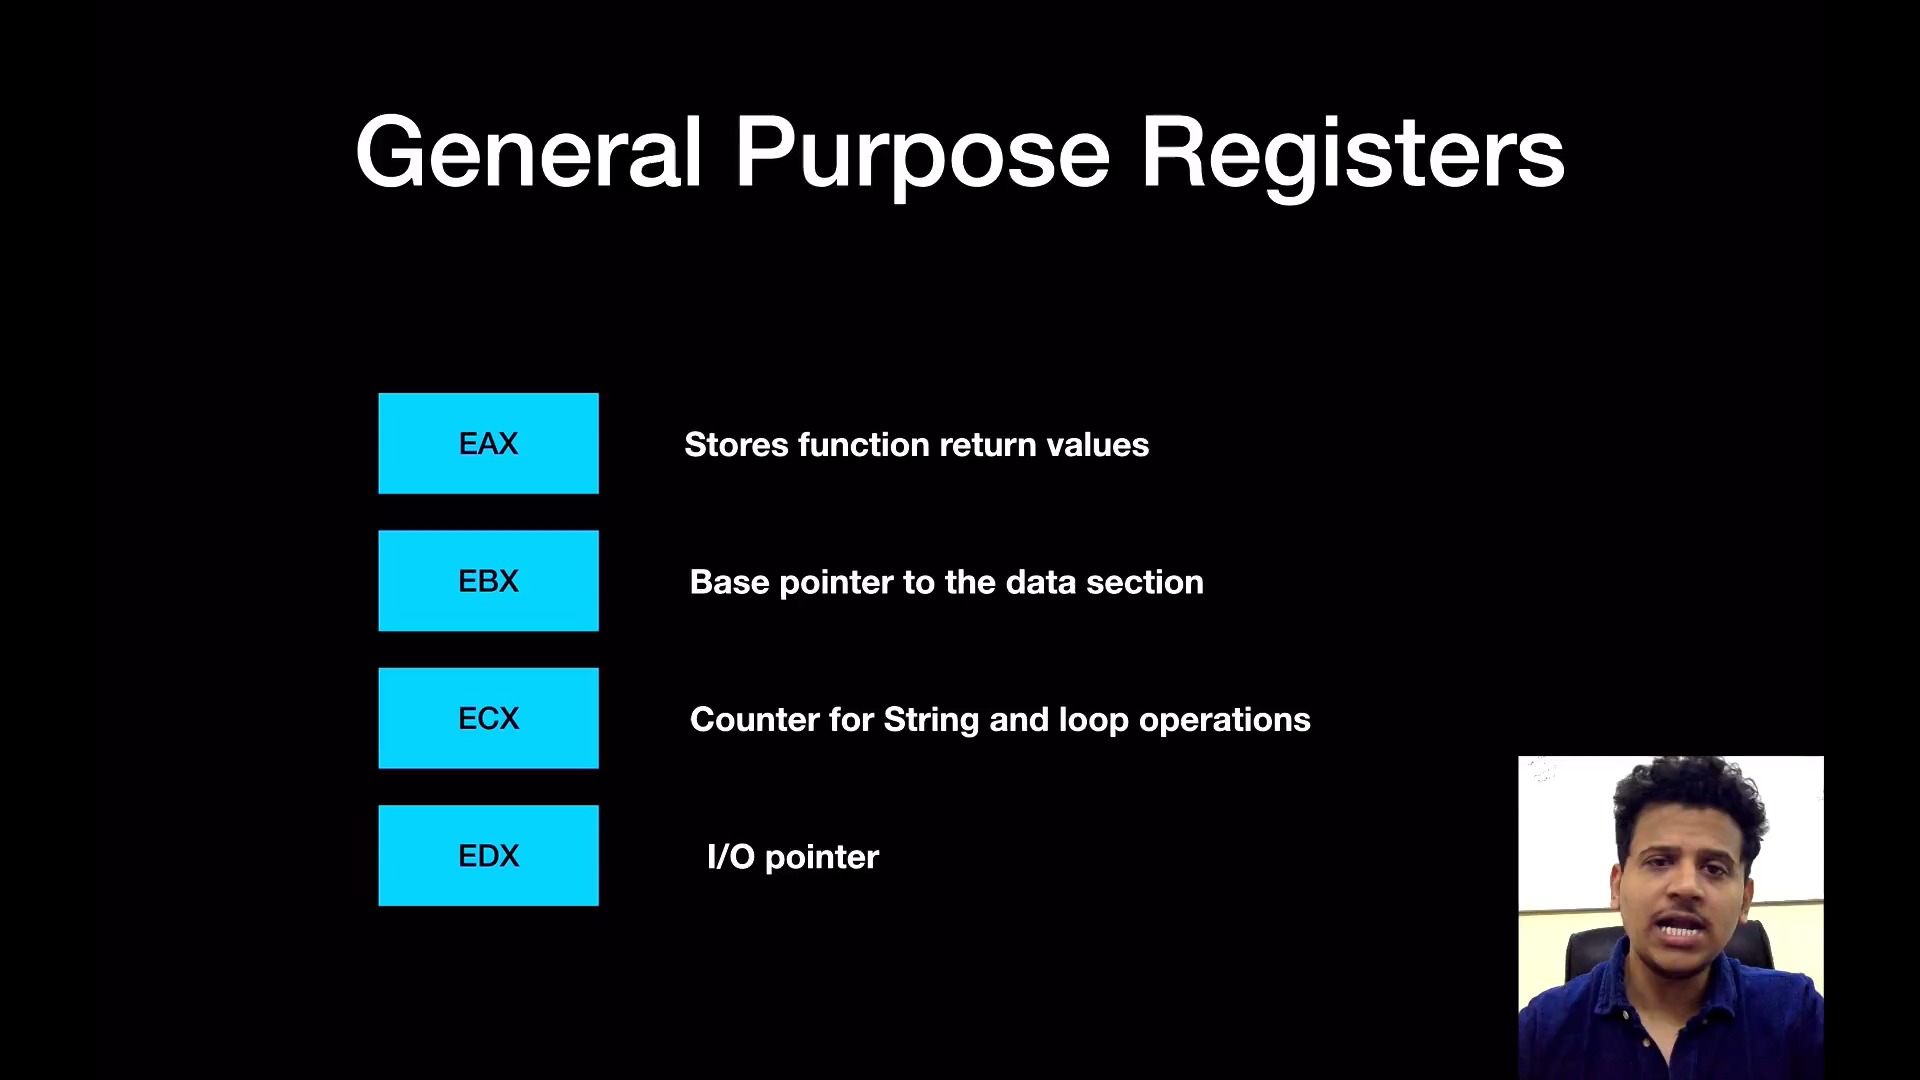 General Purpose Registers
EAX
Stores function return values
EBX
Base pointer to the data section
ECX
Counter for String and loop operations
EDX
I/O pointer